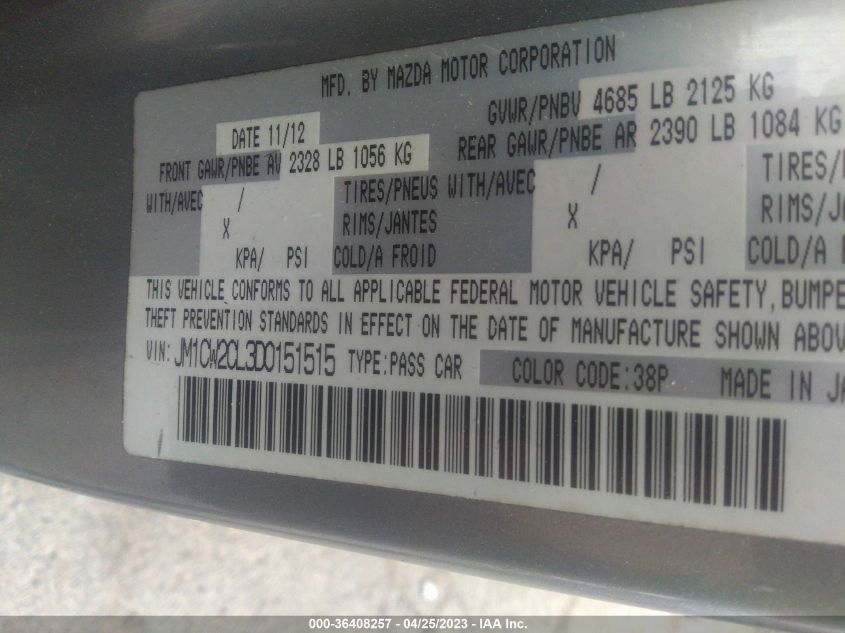 MFD. BY MAZDA MOTOR CORPORATION
DATE 11/12 GVWR/PNBV 4685 LB 2125 KG
FRONT GAWR/PNBE AV 2328 LB 1056 KG REAR GAWR/PNBE AR 2390 LB 1084 KG
WITH/AVEC / TIRES/PNEUS WITH/AVEC / TIRES/
X RIMS/JANTES X RIMS/JA
KPA/ PSI COLD/A FROID KPA/ PSI COLD/A
THIS VEHICLE CONFORMS TO ALL APPLICABLE FEDERAL MOTOR VEHICLE SAFETY, BUMPE
THEFT PREVENTION STANDARDS IN EFFECT ON THE DATE OF MANUFACTURE SHOWN ABOV
VIN: JM1CW2CL3D0151515 TYPE:PASS CAR COLOR CODE:38P MADE IN JA
000-36408257 - 04/25/2023 - IAA Inc.